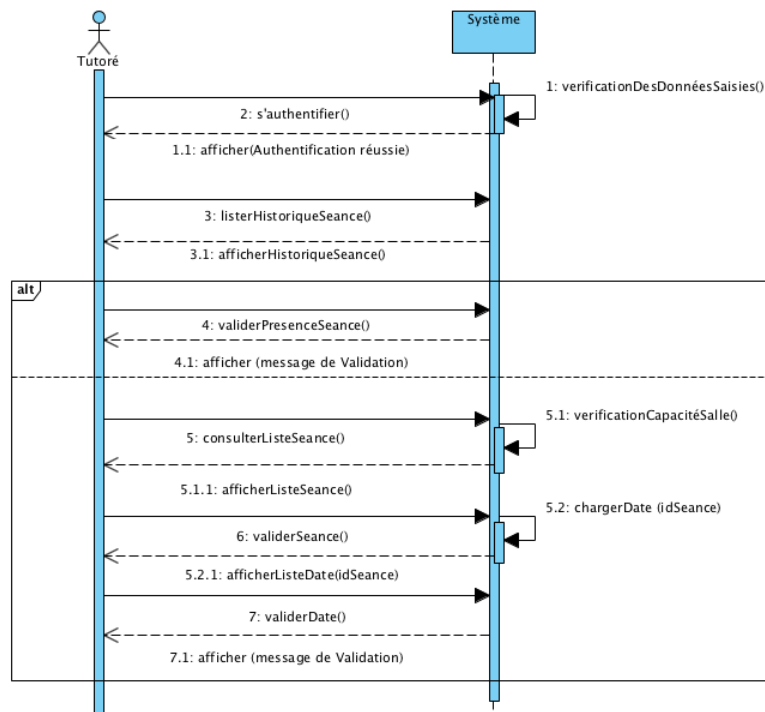 Système
Tutoré
1: verificationDesDonnéesSaisies()
2: s'authentifier()
1.1: afficher(Authentification réussie)
3: listerHistoriqueSeance()
3.1: afficherHistoriqueSeance()
alt
4: validerPresenceSeance()
4.1: afficher (message de Validation)
5.1: verificationCapacitéSalle()
5: consulterListeSeance()
5.1.1: afficherListeSeance()
5.2: chargerDate (idSeance)
6: validerSeance()
5.2.1: afficherListeDate(idSeance)
7: validerDate()
7.1: afficher (message de Validation)